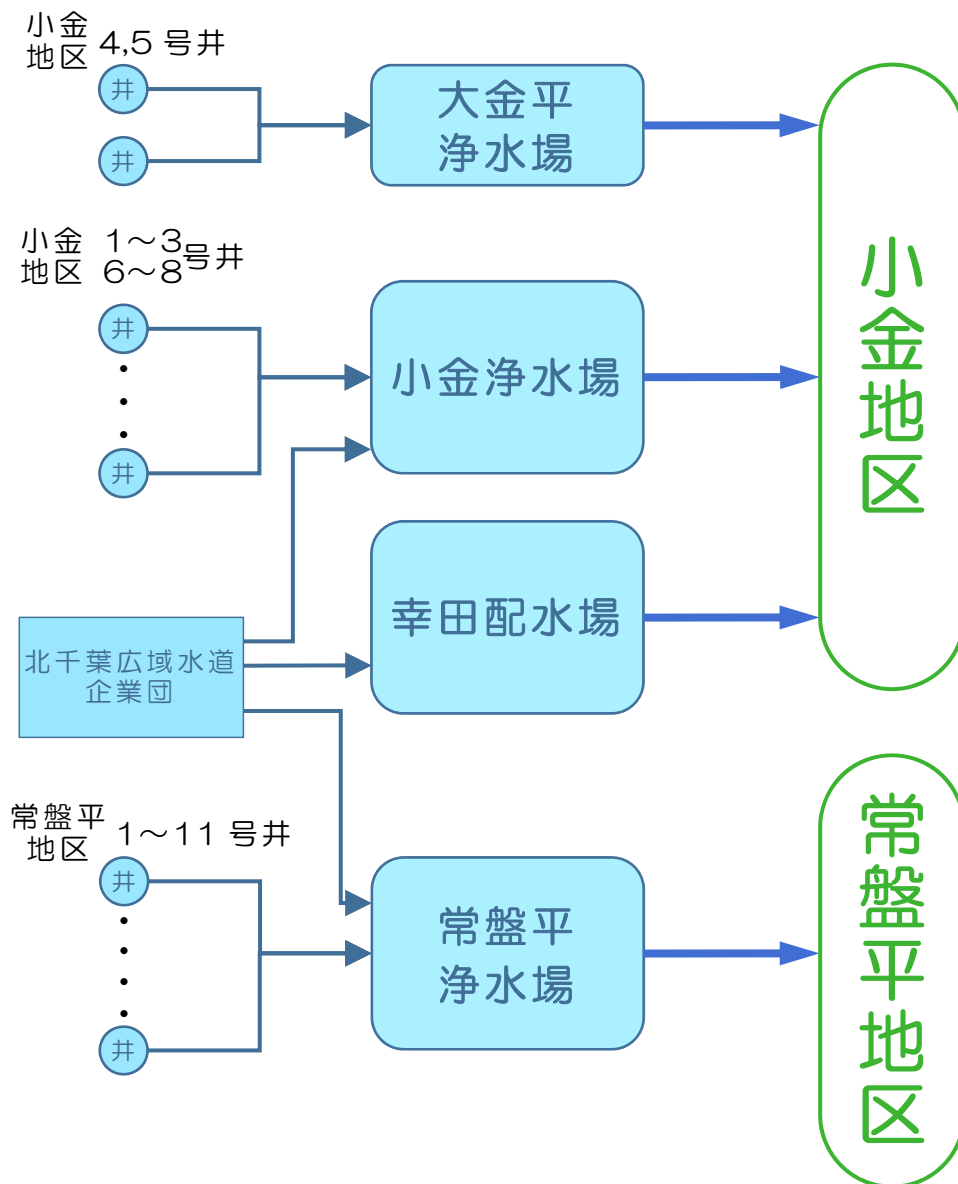 小金
地区 4,5 号井
井
井
大金平
浄水場
小金 1〜3号井
地区 6〜8
井
井
小金浄水場
幸田配水場
小金地区
北千葉広域水道
企業団
常盤平
地区 1〜11 号井
井
井
常盤平
浄水場
常盤平地区